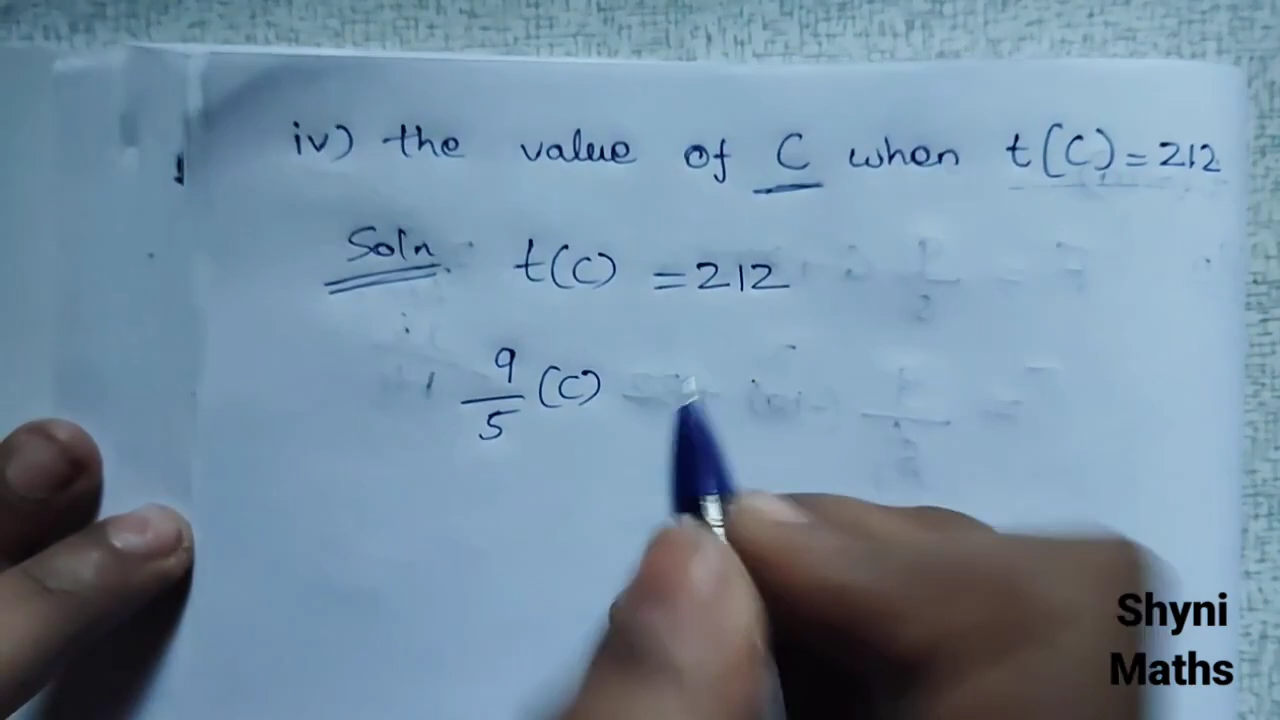 iv) the value of C when t(C) = 212
Soln t(C) = 212
9/5 (C)
Shyni
Maths